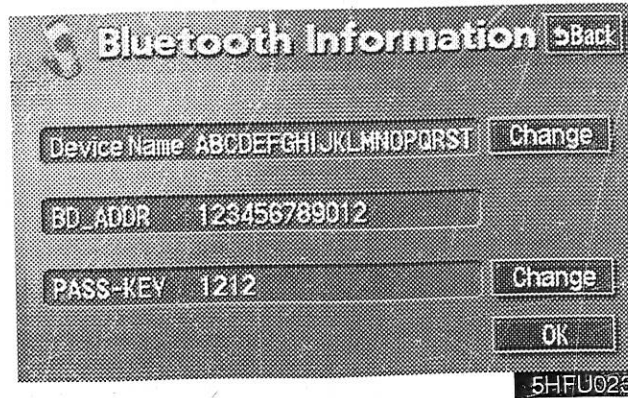 Bluetooth Information Back
Device Name ABCDEFGHIJKLMNOPQRST Change
BD_ADDR 123456789012
PASS-KEY 1212 Change
OK
5HFU023